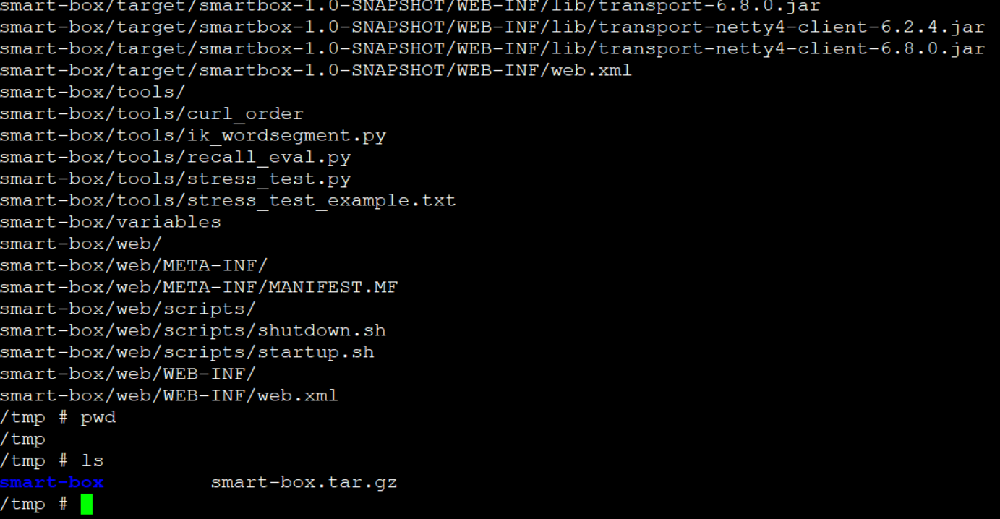 smart-box/target/smartbox-1.0-SNAPSHOT/WEB-INF/lib/transport-6.8.0.jar
smart-box/target/smartbox-1.0-SNAPSHOT/WEB-INF/lib/transport-netty4-client-6.2.4.jar
smart-box/target/smartbox-1.0-SNAPSHOT/WEB-INF/lib/transport-netty4-client-6.8.0.jar
smart-box/target/smartbox-1.0-SNAPSHOT/WEB-INF/web.xml
smart-box/tools/
smart-box/tools/curl_order
smart-box/tools/ik_wordsegment.py
smart-box/tools/recall_eval.py
smart-box/tools/stress_test.py
smart-box/tools/stress_test_example.txt
smart-box/variables
smart-box/web/
smart-box/web/META-INF/
smart-box/web/META-INF/MANIFEST.MF
smart-box/web/scripts/
smart-box/web/scripts/shutdown.sh
smart-box/web/scripts/startup.sh
smart-box/web/WEB-INF/
smart-box/web/WEB-INF/web.xml
/tmp # pwd
/tmp
/tmp # ls
smart-box smart-box.tar.gz
/tmp #